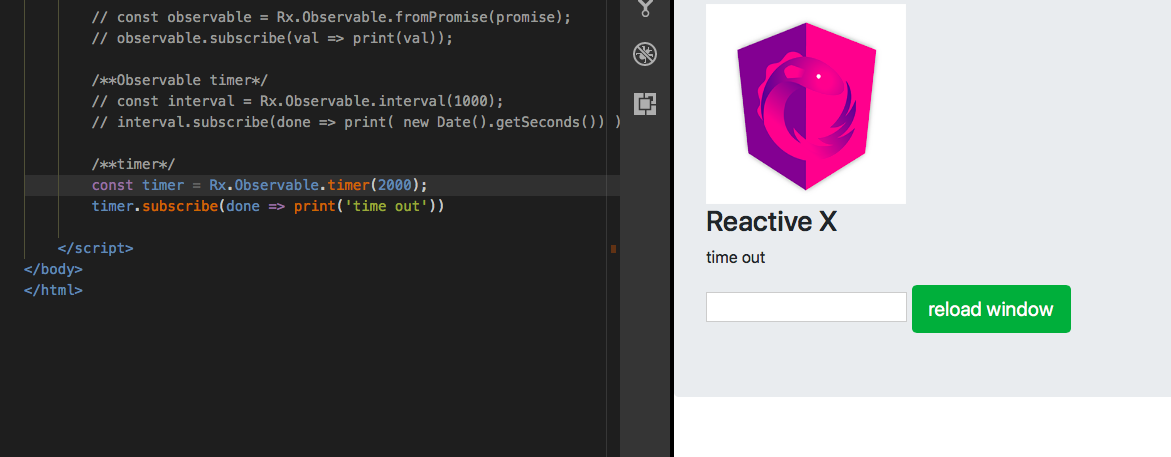 // const observable = Rx.Observable.fromPromise(promise);
// observable.subscribe(val => print(val));
/**Observable timer*/
// const interval = Rx.Observable.interval(1000);
// interval.subscribe(done => print( new Date().getSeconds()) )
/**timer*/
const timer = Rx.Observable.timer(2000);
timer.subscribe(done => print('time out'))
</script>
</body>
</html>
Reactive X
time out
reload window